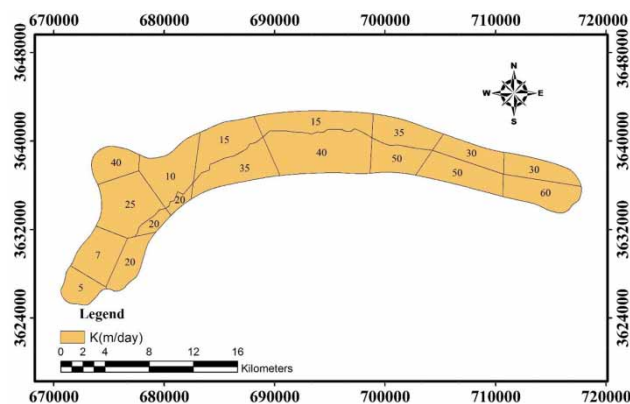 670000 680000 690000 700000 710000 720000
3648000 3648000
N
W E
S
15
15 35
3640000 3640000
40 10 35 40 50 30
50 30
25 20 60
20
3632000 3632000
7 20
5
Legend
3624000 3624000
K(m/day)
0 2 4 8 12 16
Kilometers
670000 680000 690000 700000 710000 720000